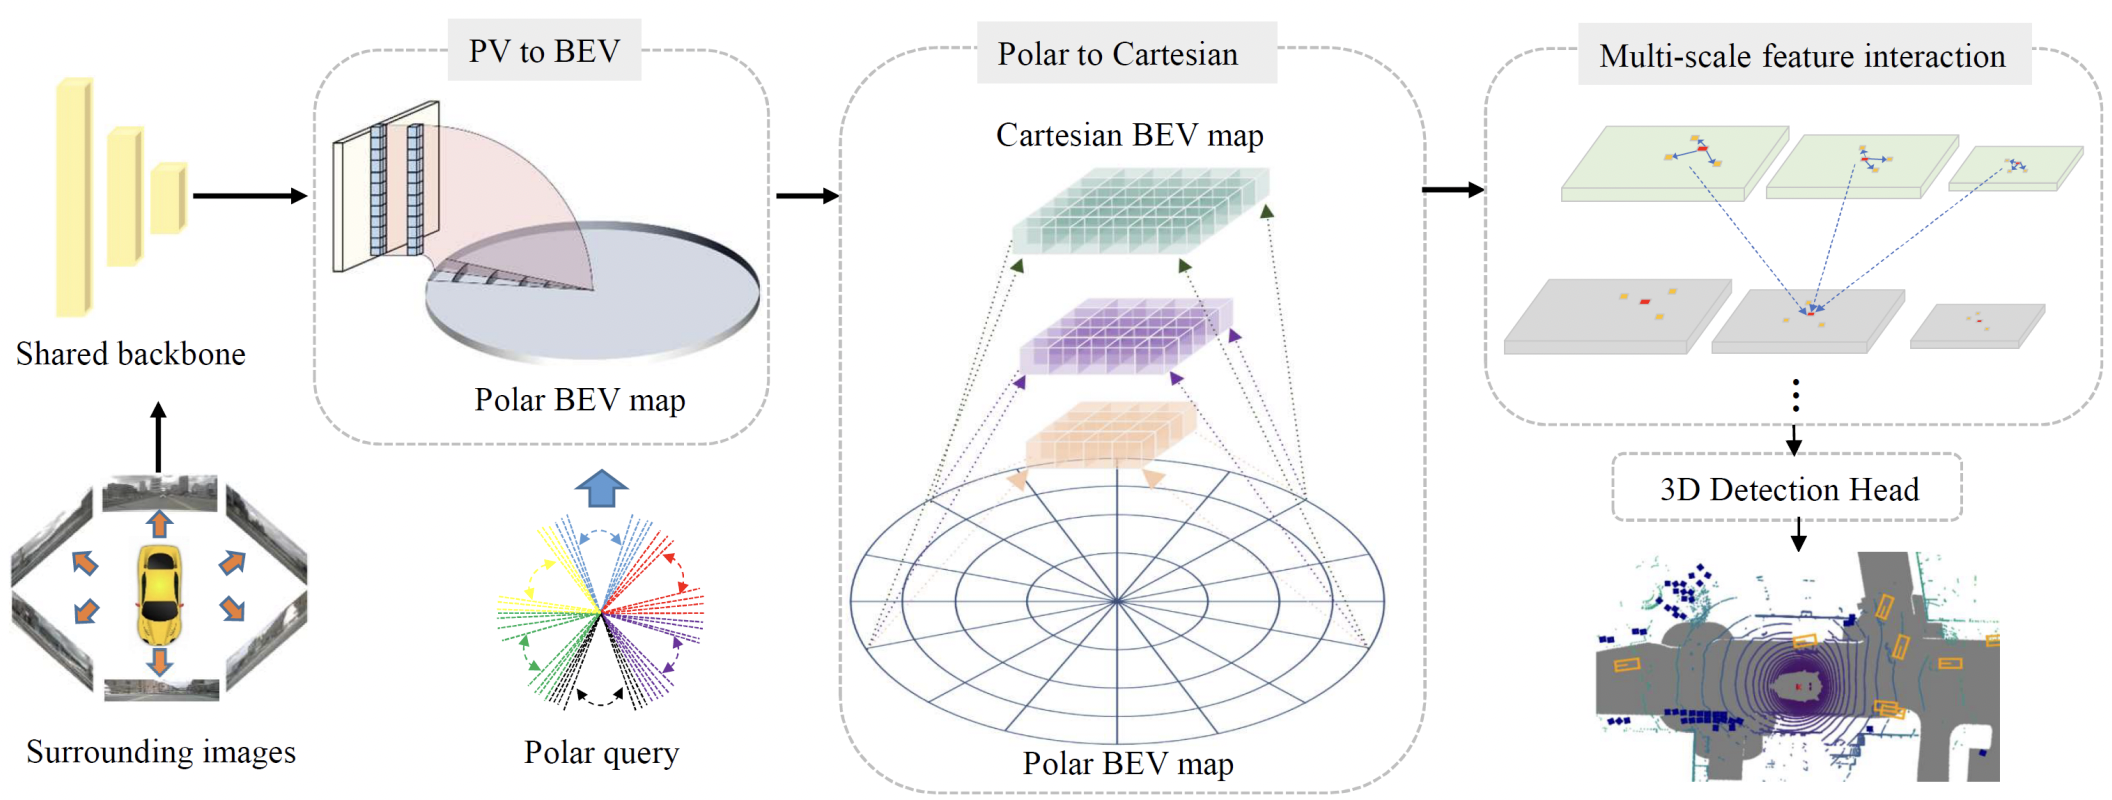 PV to BEV
Polar to Cartesian
Multi-scale feature interaction
Cartesian BEV map
Shared backbone
Polar BEV map
3D Detection Head
Surrounding images
Polar query
Polar BEV map